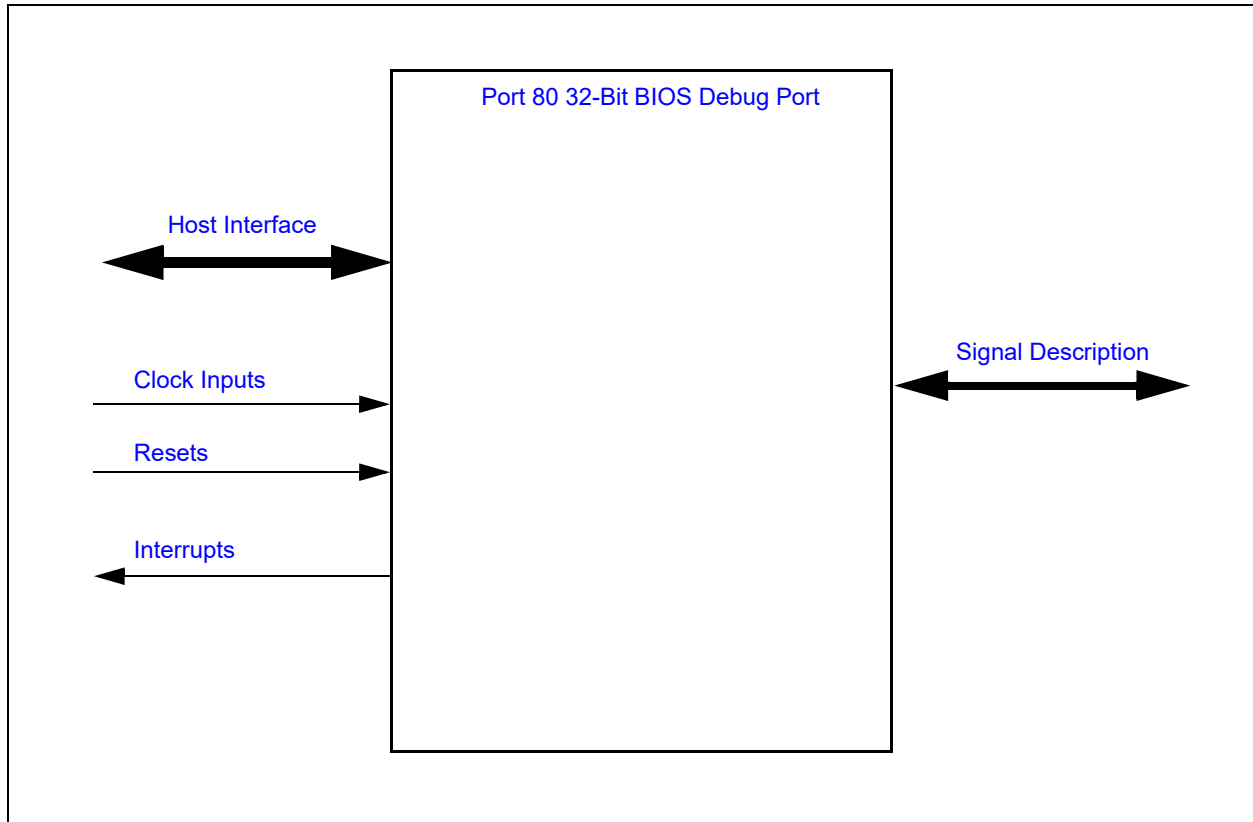 Port 80 32-Bit BIOS Debug Port
Host Interface
Signal Description
Clock Inputs
Resets
Interrupts